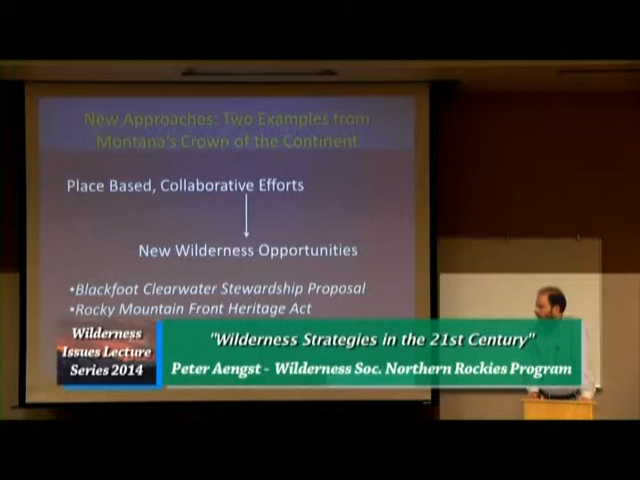 New Approaches: Two Examples from
Montana's Crown of the Continent
Place Based, Collaborative Efforts
New Wilderness Opportunities
•Blackfoot Clearwater Stewardship Proposal
•Rocky Mountain Front Heritage Act
Wilderness
Issues Lecture
Series 2014
"Wilderness Strategies in the 21st Century"
Peter Aengst - Wilderness Soc. Northern Rockies Program